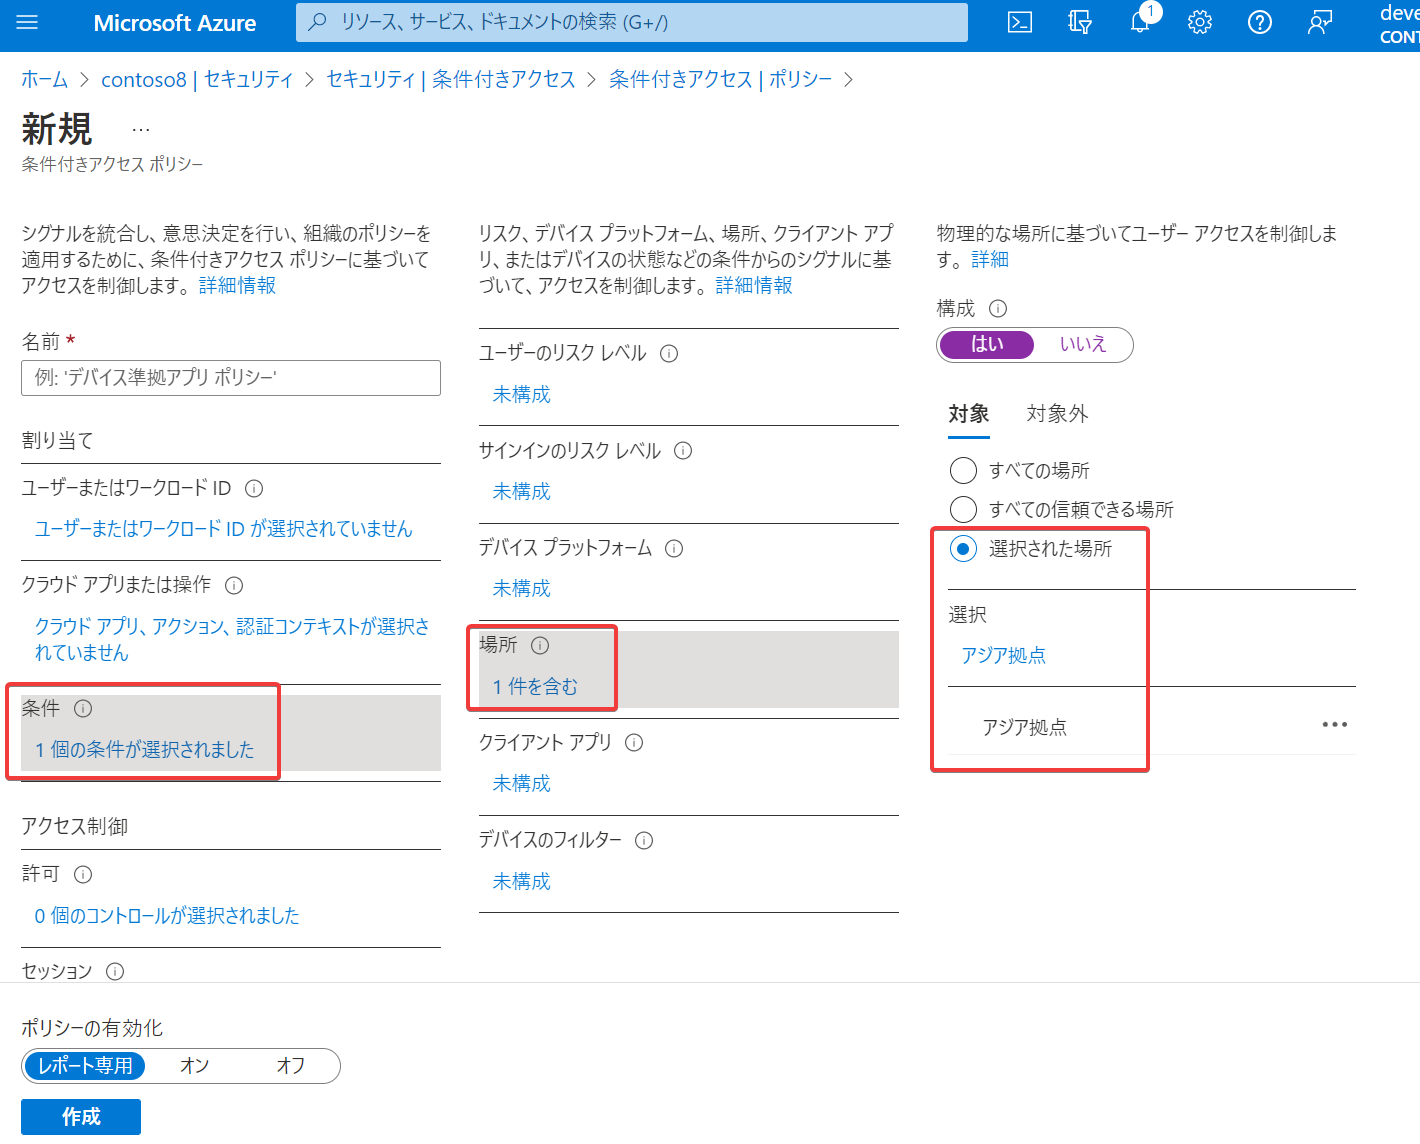 Microsoft Azure
リソース、サービス、ドキュメントの検索 (G+/)
1
deve
CONT
ホーム > contoso8 | セキュリティ > セキュリティ | 条件付きアクセス > 条件付きアクセス | ポリシー >
新規 ...
条件付きアクセス ポリシー
シグナルを統合し、意思決定を行い、組織のポリシーを
適用するために、条件付きアクセス ポリシーに基づいて
アクセスを制御します。 詳細情報
名前 *
例: 'デバイス準拠アプリ ポリシー'
割り当て
ユーザーまたはワークロード ID
ユーザーまたはワークロード ID が選択されていません
クラウド アプリまたは操作
クラウド アプリ、アクション、認証コンテキストが選択さ
れていません
条件
1 個の条件が選択されました
アクセス制御
許可
0 個のコントロールが選択されました
セッション
リスク、デバイス プラットフォーム、場所、クライアント アプ
リ、またはデバイスの状態などの条件からのシグナルに基
づいて、アクセスを制御します。 詳細情報
ユーザーのリスク レベル
未構成
サインインのリスク レベル
未構成
デバイス プラットフォーム
未構成
場所
1 件を含む
クライアント アプリ
未構成
デバイスのフィルター
未構成
物理的な場所に基づいてユーザー アクセスを制御しま
す。 詳細
構成
はい いいえ
対象 対象外
すべての場所
すべての信頼できる場所
選択された場所
選択
アジア拠点
アジア拠点
ポリシーの有効化
レポート専用 オン オフ
作成